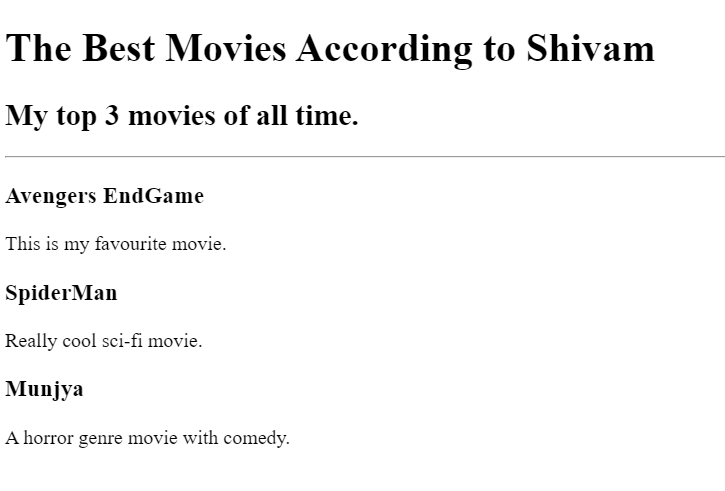 The Best Movies According to Shivam
My top 3 movies of all time.
Avengers EndGame
This is my favourite movie.
SpiderMan
Really cool sci-fi movie.
Munjya
A horror genre movie with comedy.